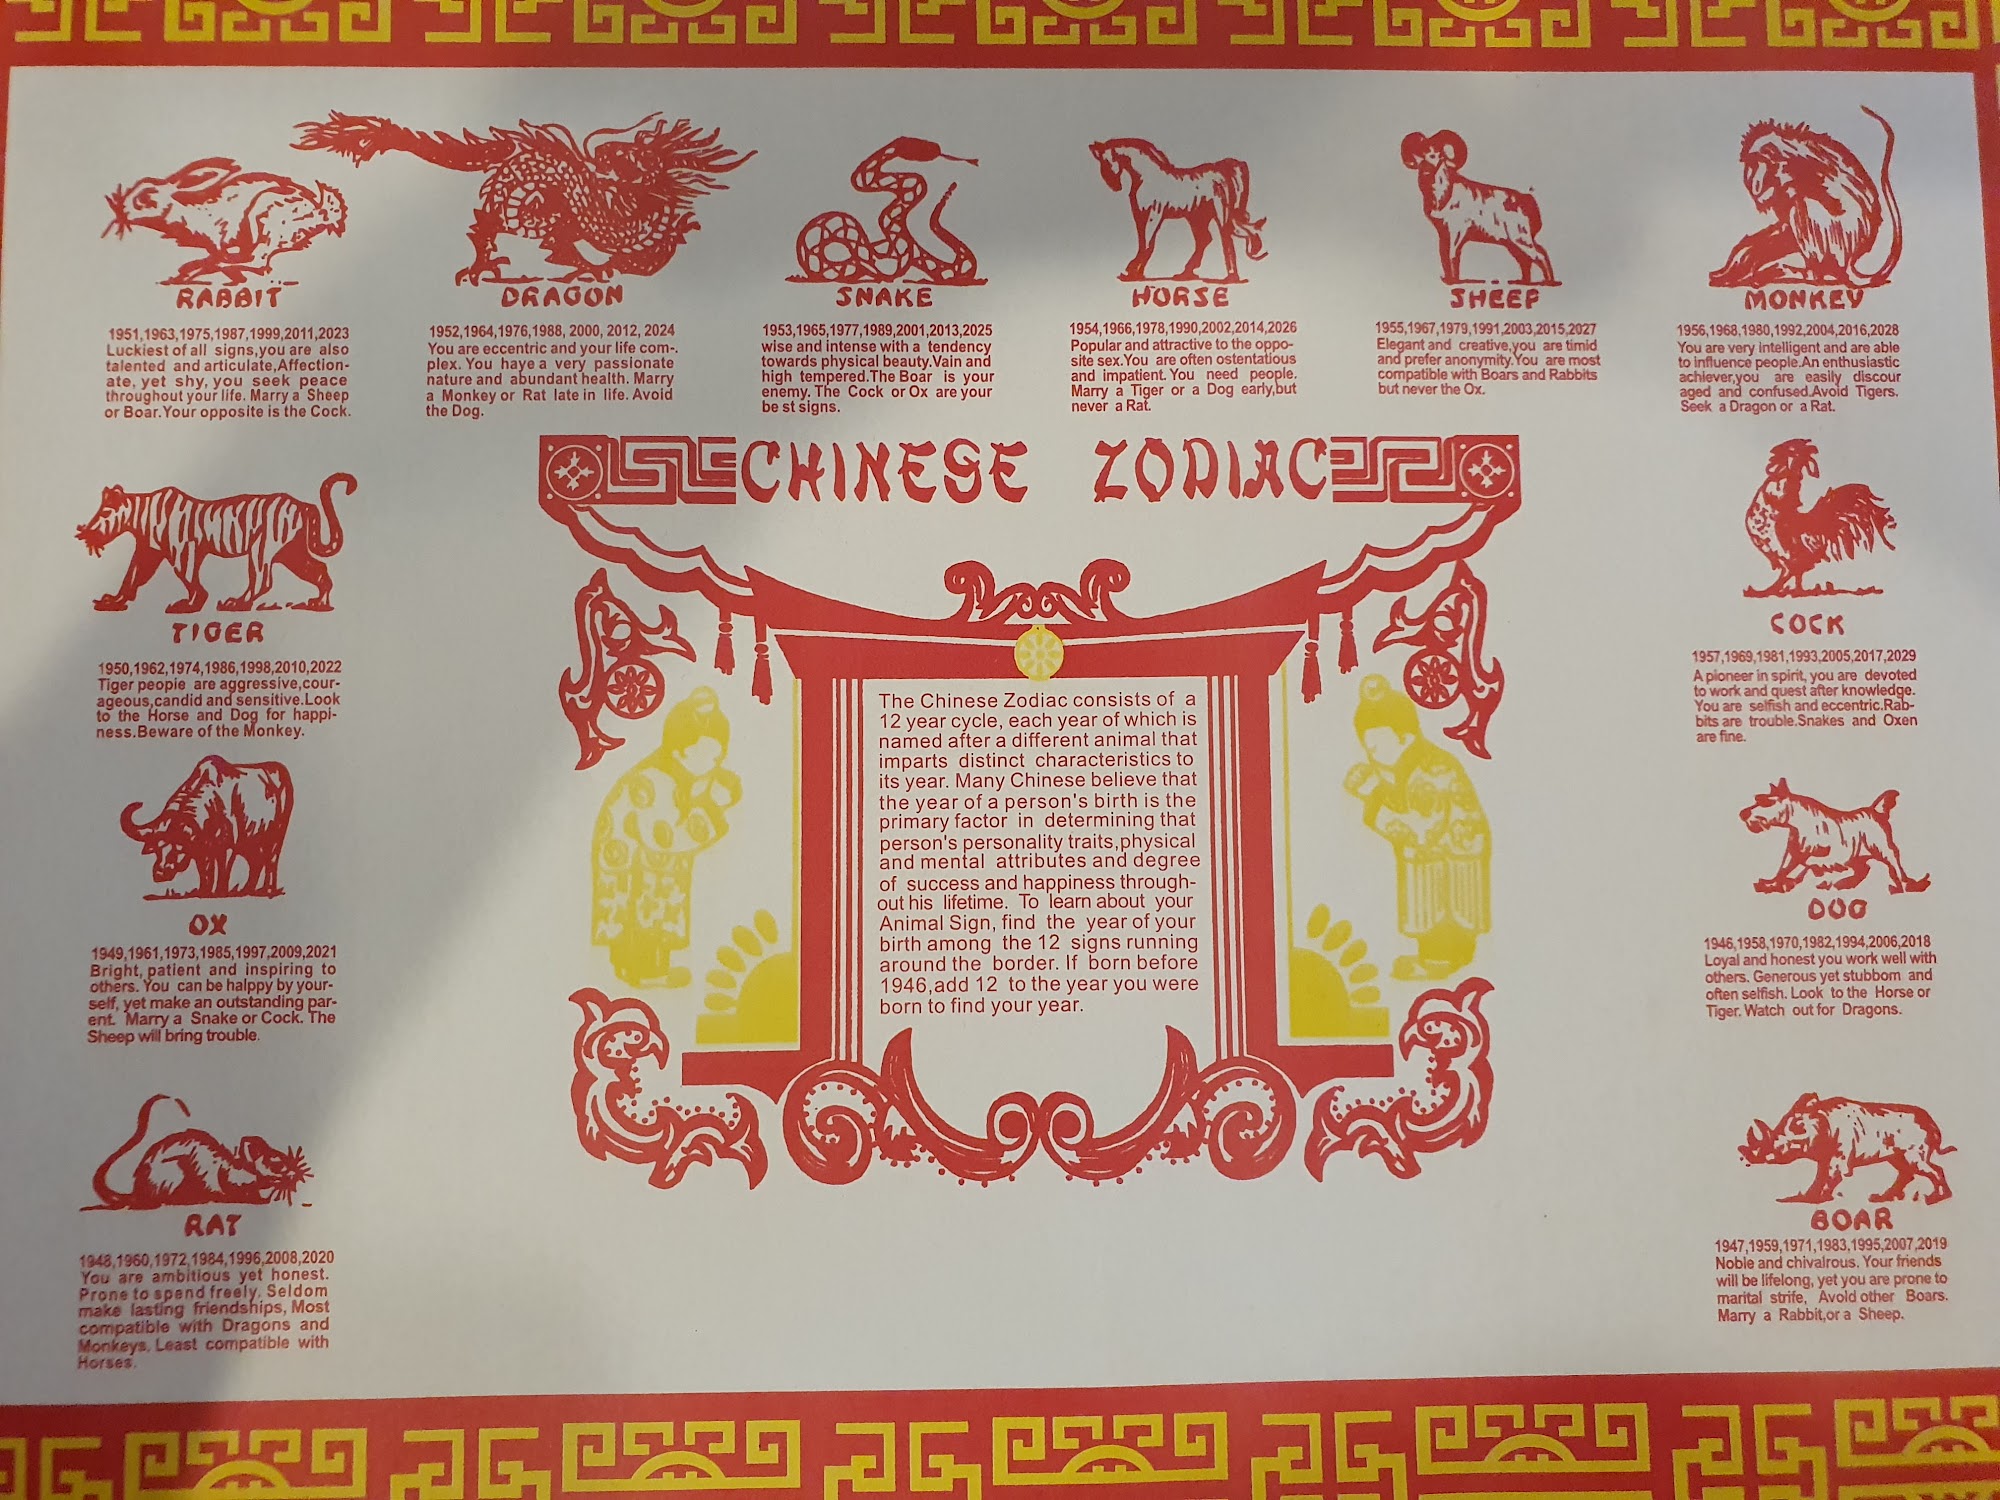 RABBIT
1951,1963,1975,1987,1999,2011,2023
Luckiest of all signs,you are also
talented and articulate,Affection-
ate, yet shy, you seek peace
throughout your life. Marry a Sheep
or Boar.Your opposite is the Cock.
DRAGON
1952,1964,1976,1988, 2000, 2012, 2024
You are eccentric and your life com-.
plex. You have a very passionate
nature and abundant health. Marry
a Monkey or Rat late in life. Avoid
the Dog.
SNAKE
1953,1965,1977,1989,2001,2013,2025
wise and intense with a tendency
towards physical beauty.Vain and
high tempered.The Boar is your
enemy. The Cock or Ox are your
be st signs.
HORSE
1954,1966,1978,1990,2002,2014,2026
Popular and attractive to the oppo-
site sex.You are often ostentatious
and impatient. You need people.
Marry a Tiger or a Dog early,but
never a Rat.
SHEEP
1955,1967,1979,1991,2003,2015,2027
Elegant and creative,you are timid
and prefer anonymity.You are most
compatible with Boars and Rabbits
but never the Ox.
MONKEY
1956,1968,1980,1992,2004,2016,2028
You are very intelligent and are able
to influence people.An enthusiastic
achiever,you are easily discour
aged and confused.Avoid Tigers.
Seek a Dragon or a Rat.
CHINESE ZODIAC
TIGER
1950,1962,1974,1986,1998,2010,2022
Tiger peopie are aggressive,cour-
ageous,candid and sensitive.Look
to the Horse and Dog for happi-
ness.Beware of the Monkey.
COCK
1957,1969,1981,1993,2005,2017,2029
A pioneer in spirit, you are devoted
to work and quest after knowledge.
You are selfish and eccentric.Rab-
bits are trouble.Snakes and Oxen
are fine.
The Chinese Zodiac consists of a
12 year cycle, each year of which is
named after a different animal that
imparts distinct characteristics to
its year. Many Chinese believe that
the year of a person's birth is the
primary factor in determining that
person's personality traits,physical
and mental attributes and degree
of success and happiness through-
out his lifetime. To learn about your
Animal Sign, find the year of your
birth among the 12 signs running
around the border. If born before
1946,add 12 to the year you were
born to find your year.
OX
1949,1961,1973,1985,1997,2009,2021
Bright, patient and inspiring to
others. You can be halppy by your-
self, yet make an outstanding par-
ent. Marry a Snake or Cock. The
Sheep will bring trouble.
DOG
1946,1958,1970,1982,1994,2006,2018
Loyal and honest you work well with
others. Generous yet stubbom and
often selfish. Look to the Horse or
Tiger. Watch out for Dragons.
RAT
1948,1960,1972,1984,1996,2008,2020
You are ambitious yet honest.
Prone to spend freely. Seldom
make lasting friendships, Most
compatible with Dragons and
Monkeys. Least compatible with
Horses.
BOAR
1947,1959,1971,1983,1995,2007,2019
Noble and chivalrous. Your friends
will be lifelong, yet you are prone to
marital strife, Avold other Boars.
Marry a Rabbit,or a Sheep.